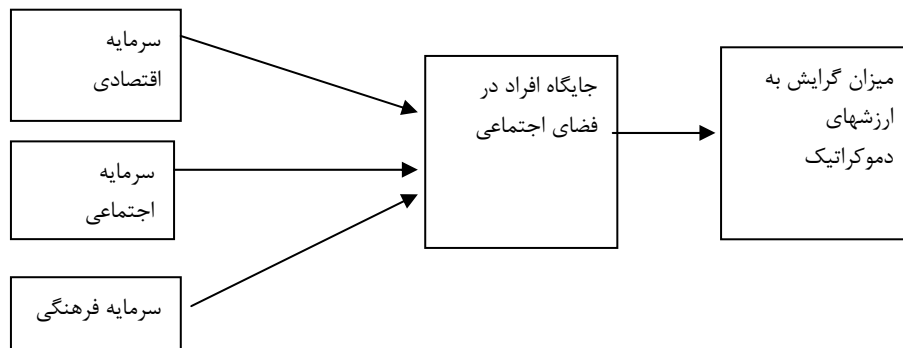 سرمایه
اقتصادی
سرمایه
اجتماعی
سرمایه فرهنگی
جایگاه افراد در
فضای اجتماعی
میزان گرایش به
ارزشهای
دموکراتیک